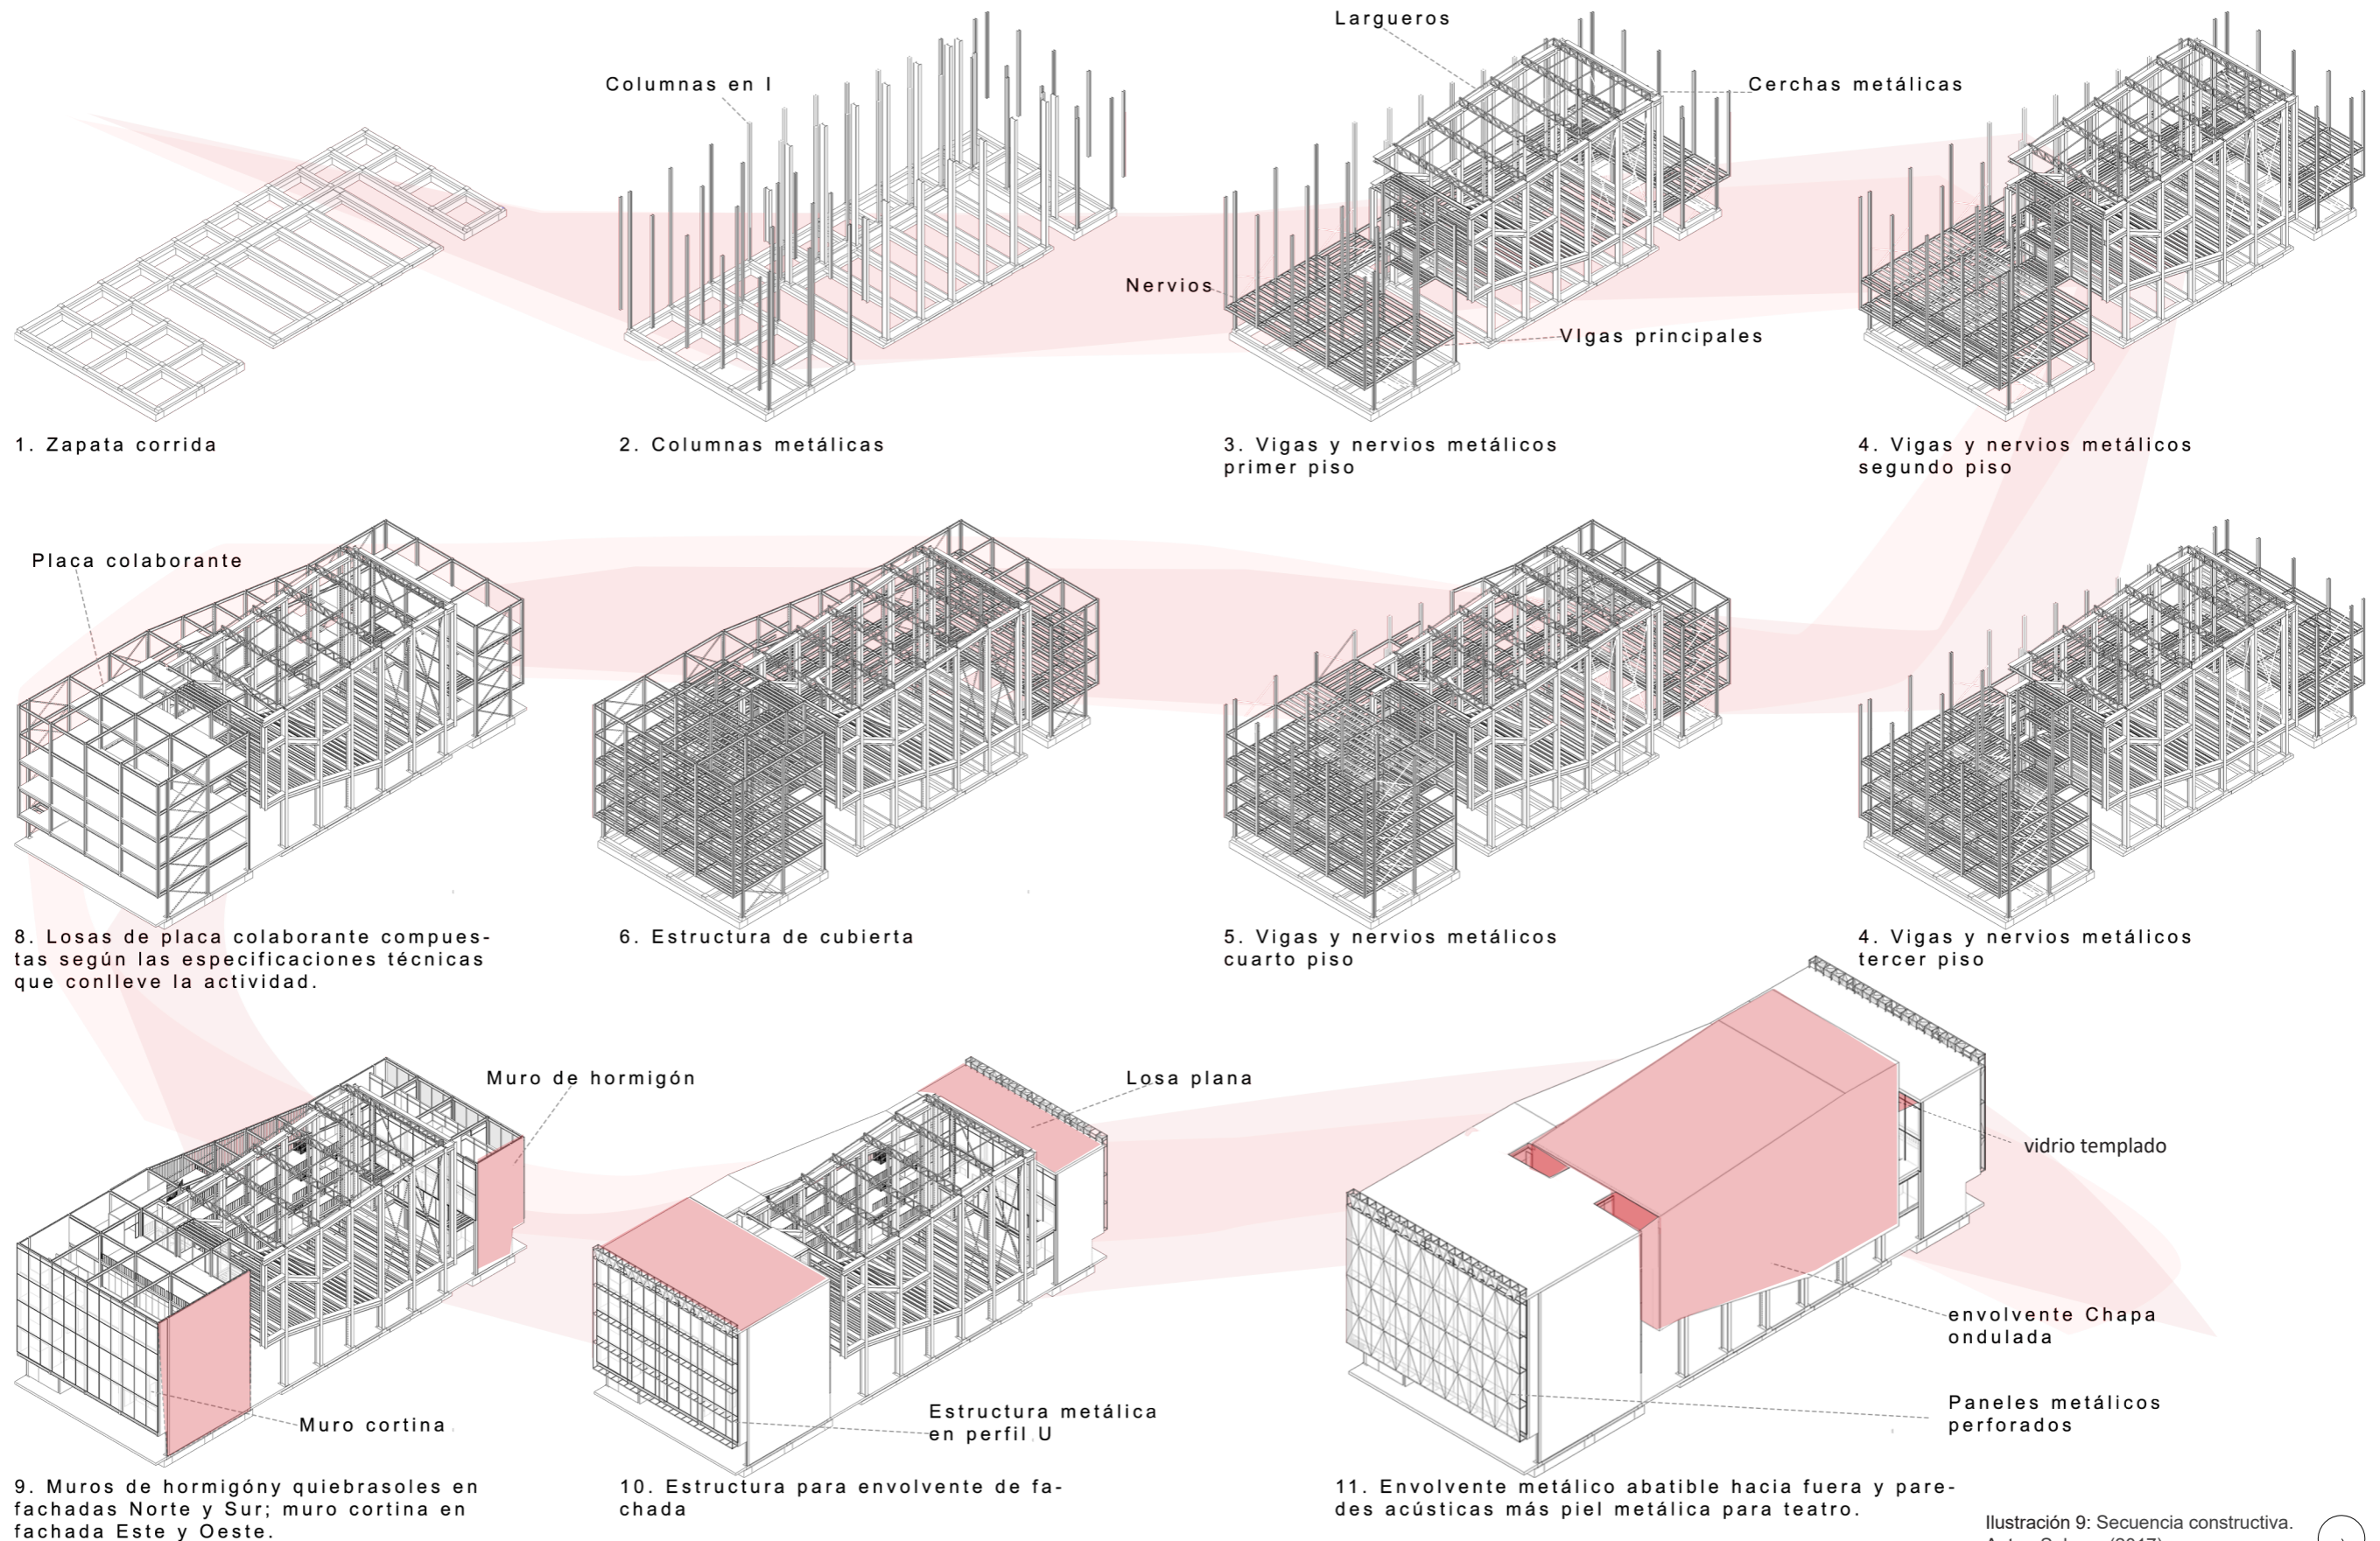 Largueros
Columnas en I
Cerchas metálicas
Nervios
VIgas principales
1. Zapata corrida
2. Columnas metálicas
3. Vigas y nervios metálicos
primer piso
4. Vigas y nervios metálicos
segundo piso
Placa colaborante
8. Losas de placa colaborante compues-
tas según las especificaciones técnicas
que conlleve la actividad.
6. Estructura de cubierta
5. Vigas y nervios metálicos
cuarto piso
4. Vigas y nervios metálicos
tercer piso
Muro de hormigón
Losa plana
vidrio templado
envolvente Chapa
ondulada
Paneles metálicos
perforados
Muro cortina
Estructura metálica
en perfil U
9. Muros de hormigóny quiebrasoles en
fachadas Norte y Sur; muro cortina en
fachada Este y Oeste.
10. Estructura para envolvente de fa-
chada
11. Envolvente metálico abatible hacia fuera y pare-
des acústicas más piel metálica para teatro.
Ilustración 9: Secuencia constructiva.